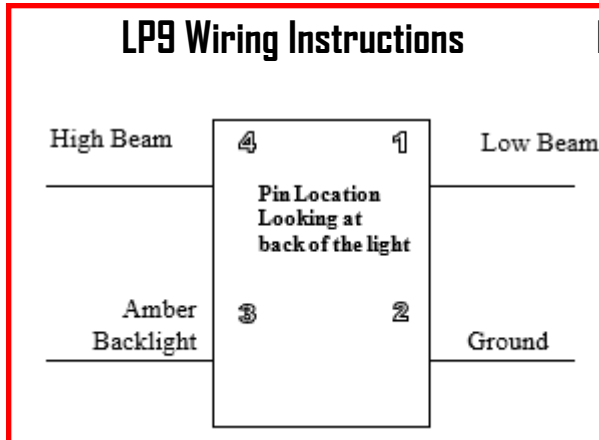 LP9 Wiring Instructions
High Beam
4
1
Low Beam
Pin Location
Looking at
back of the light
Amber
Backlight
3
2
Ground